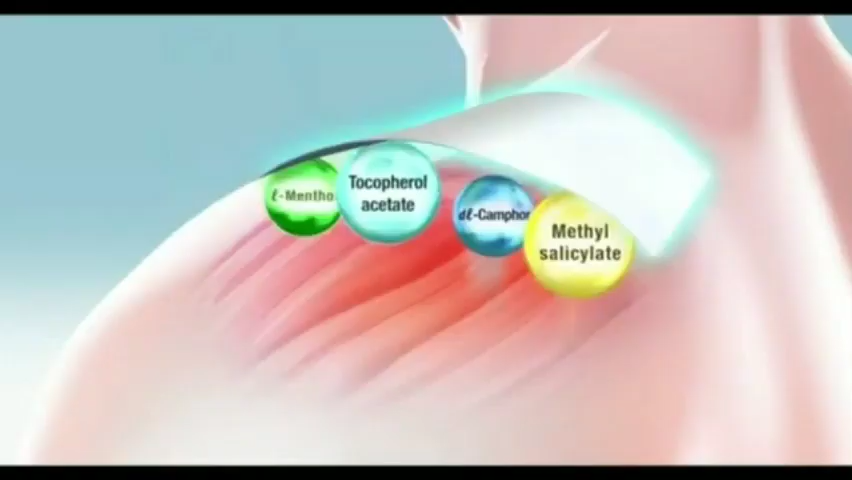 ℓ-Mentho
Tocopherol
acetate
dℓ-Camphor
Methyl
salicylate